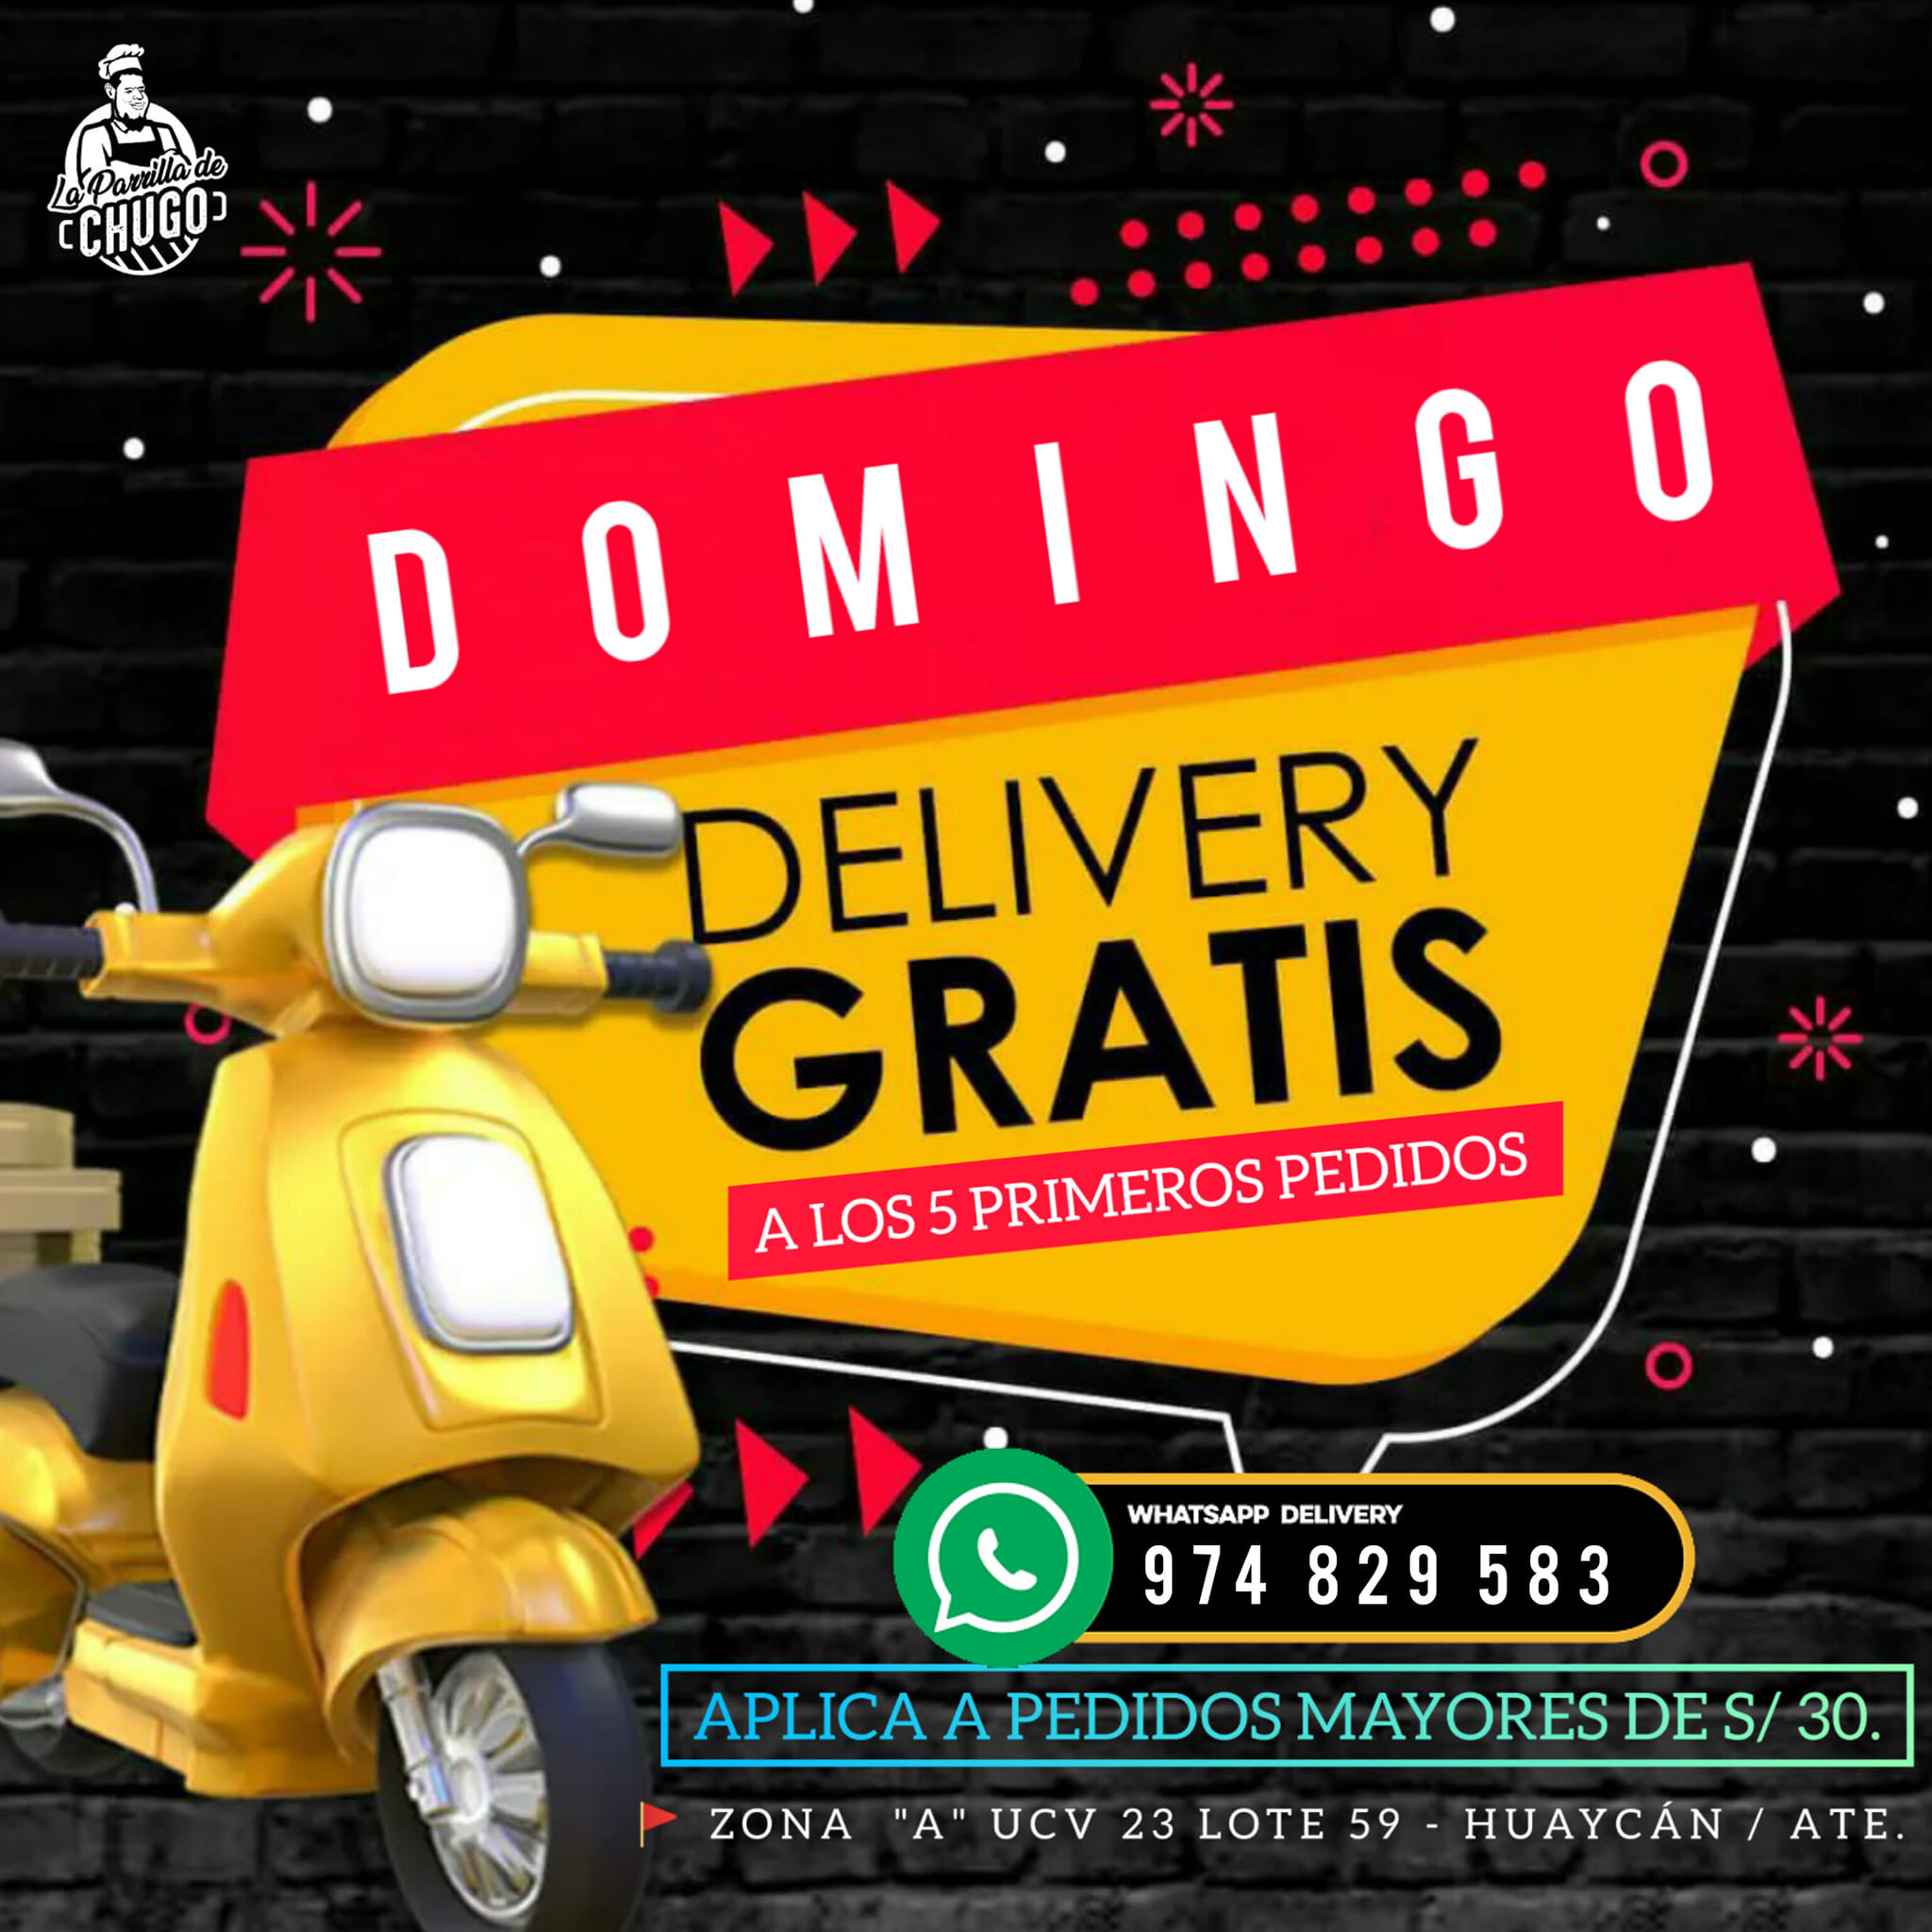 La Parrilla de
CHUGO
DOMINGO
DELIVERY
GRATIS
A LOS 5 PRIMEROS PEDIDOS
WHATSAPP DELIVERY
974 829 583
APLICA A PEDIDOS MAYORES DE S/ 30.
ZONA "A" UCV 23 LOTE 59 - HUAYCÁN / ATE.